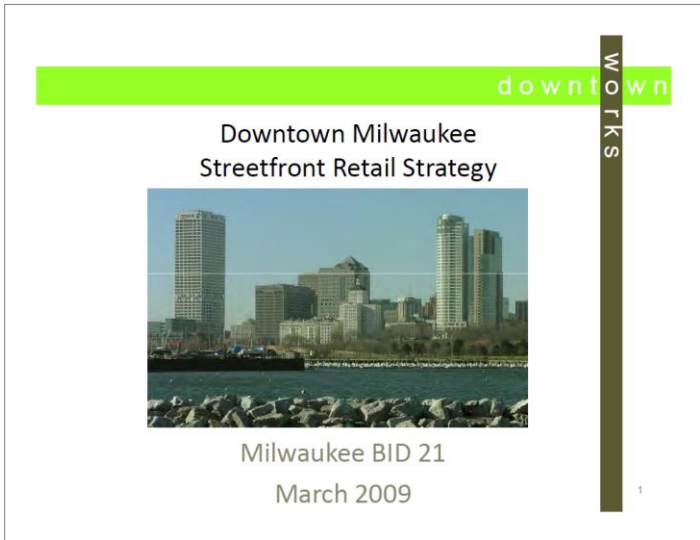 downtown
works
Downtown Milwaukee
Streetfront Retail Strategy
Milwaukee BID 21
March 2009
1